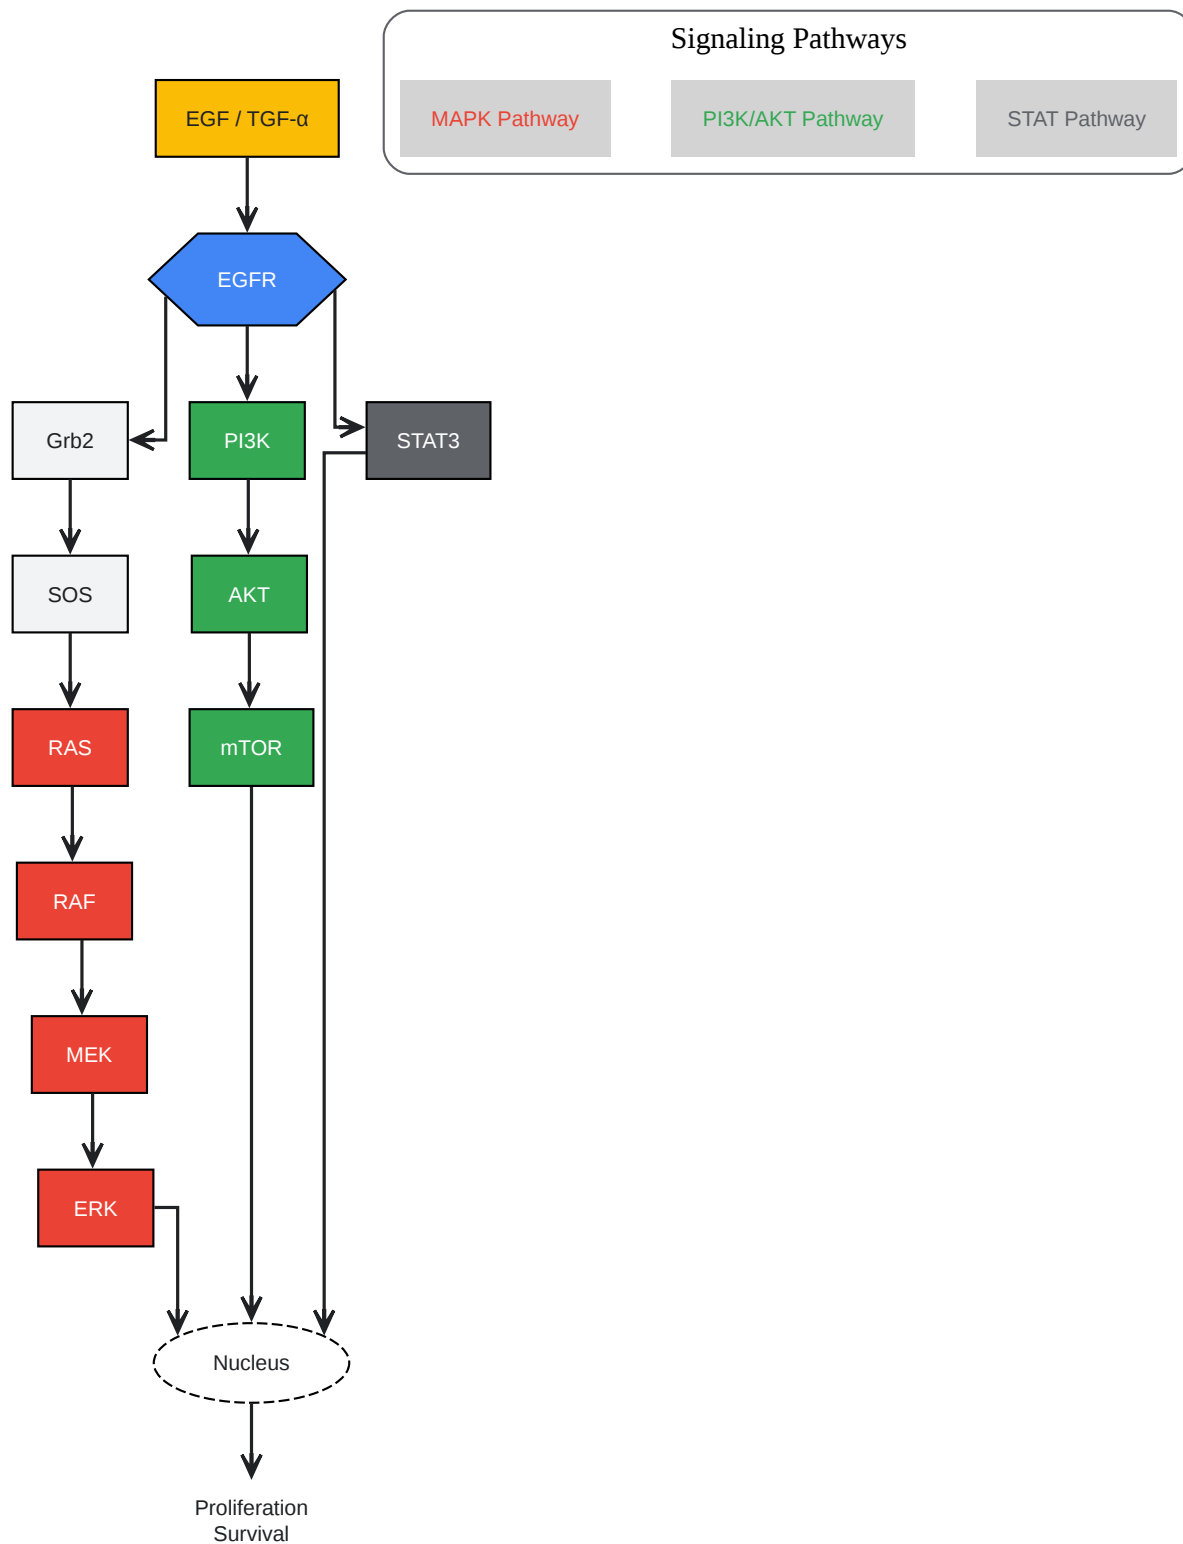 Signaling Pathways
MAPK Pathway
PI3K/AKT Pathway
STAT Pathway
EGF / TGF-α
EGFR
Grb2
PI3K
STAT3
SOS
AKT
RAS
mTOR
RAF
MEK
ERK
Nucleus
Proliferation
Survival